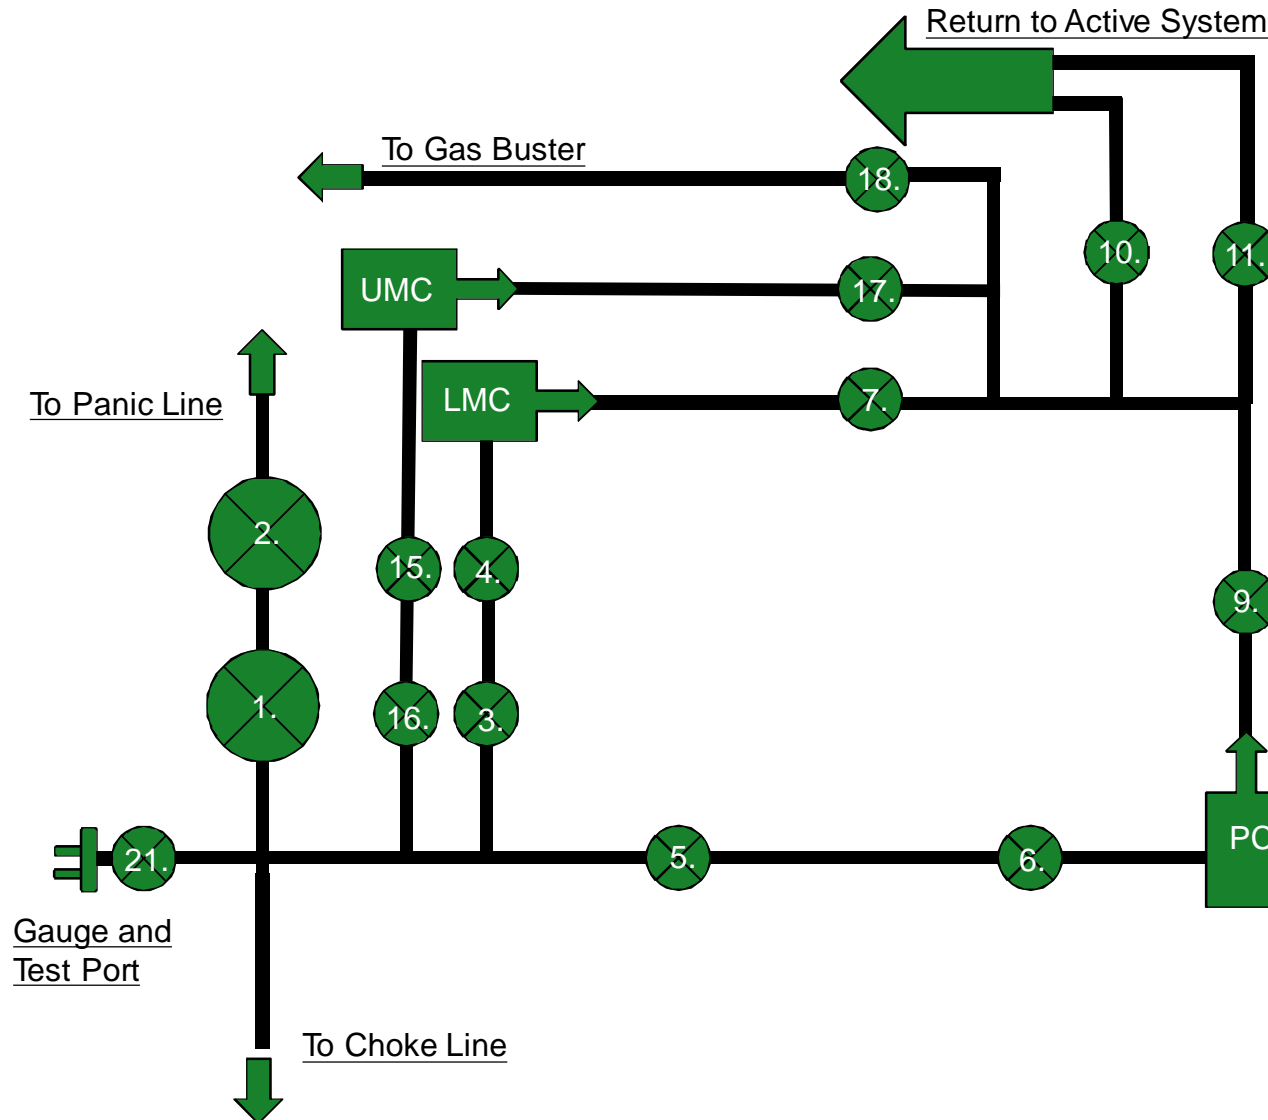 Return to Active System
To Gas Buster
18.
10.
11.
UMC
17.
To Panic Line
LMC
7.
2.
15.
4.
9.
1.
16.
3.
PC
21.
5.
6.
Gauge and
Test Port
To Choke Line